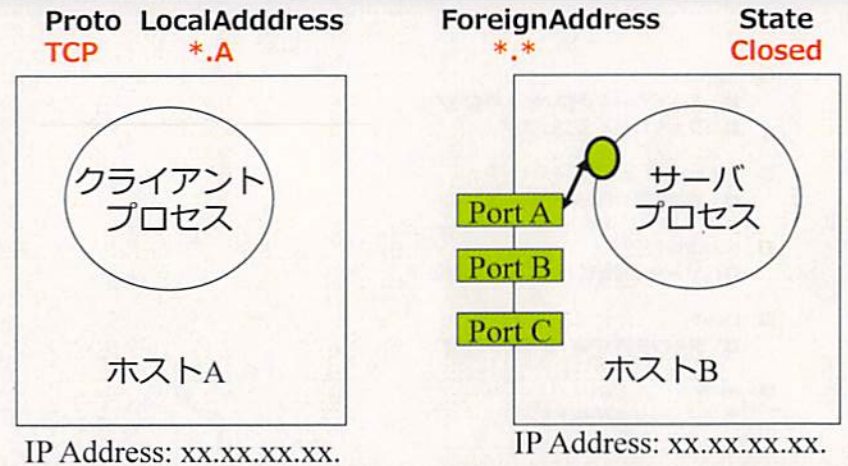 Proto LocalAdddress ForeignAddress State
TCP *.A *.* Closed
クライアント
プロセス
サーバ
プロセス
Port A
Port B
Port C
ホストA
ホストB
IP Address: xx.xx.xx.xx.
IP Address: xx.xx.xx.xx.